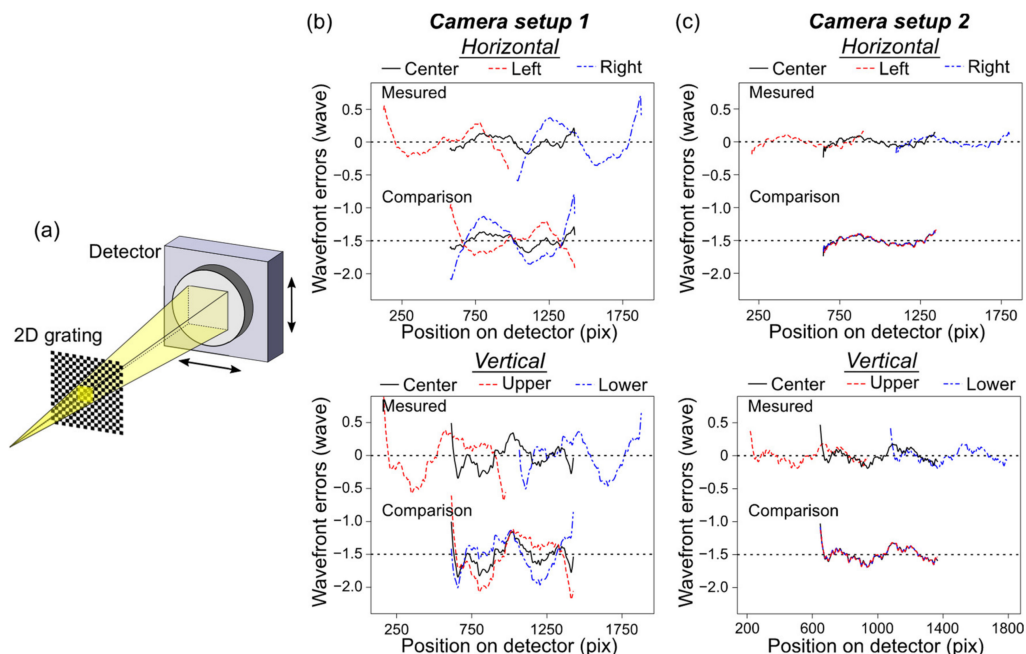 (a)
Detector
2D grating
(b)
Camera setup 1
Horizontal
Center Left Right
Mesured
Wavefront errors (wave)
0.5
0
−0.5
Comparison
−1.0
−1.5
−2.0
250 750 1250 1750
Position on detector (pix)
Vertical
Center Upper Lower
Mesured
Wavefront errors (wave)
0.5
0
−0.5
Comparison
−1.0
−1.5
−2.0
250 750 1250 1750
Position on detector (pix)
(c)
Camera setup 2
Horizontal
Center Left Right
Mesured
Wavefront errors (wave)
0.5
0
−0.5
Comparison
−1.0
−1.5
−2.0
250 750 1250 1750
Position on detector (pix)
Vertical
Center Upper Lower
Mesured
Wavefront errors (wave)
0.5
0
−0.5
Comparison
−1.0
−1.5
−2.0
200 600 1000 1400 1800
Position on detector (pix)